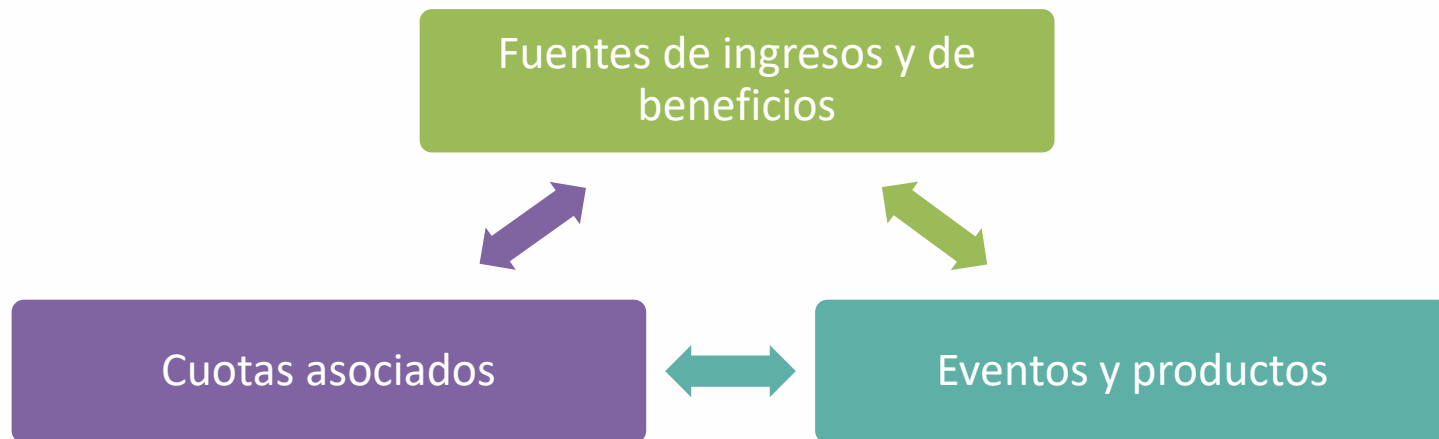 Fuentes de ingresos y de
beneficios
Cuotas asociados
Eventos y productos